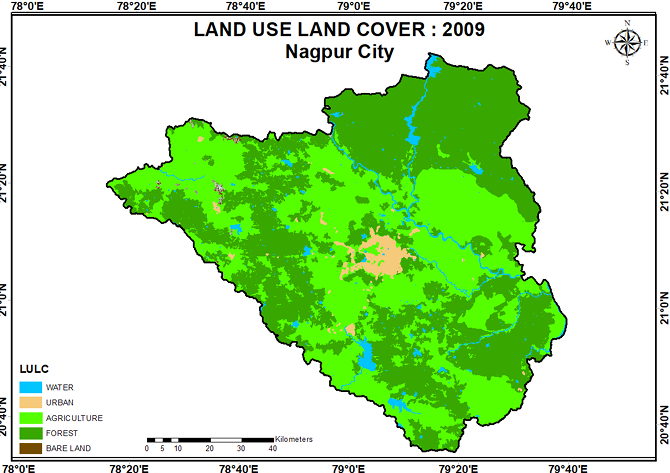 78°0'E 78°20'E 78°40'E 79°0'E 79°20'E 79°40'E
LAND USE LAND COVER : 2009
Nagpur City
N
W E
S
21°40'N 21°40'N
21°20'N 21°20'N
21°0'N 21°0'N
20°40'N 20°40'N
LULC
WATER
URBAN
AGRICULTURE
FOREST
BARE LAND
Kilometers
0 5 10 20 30 40
78°0'E 78°20'E 78°40'E 79°0'E 79°20'E 79°40'E